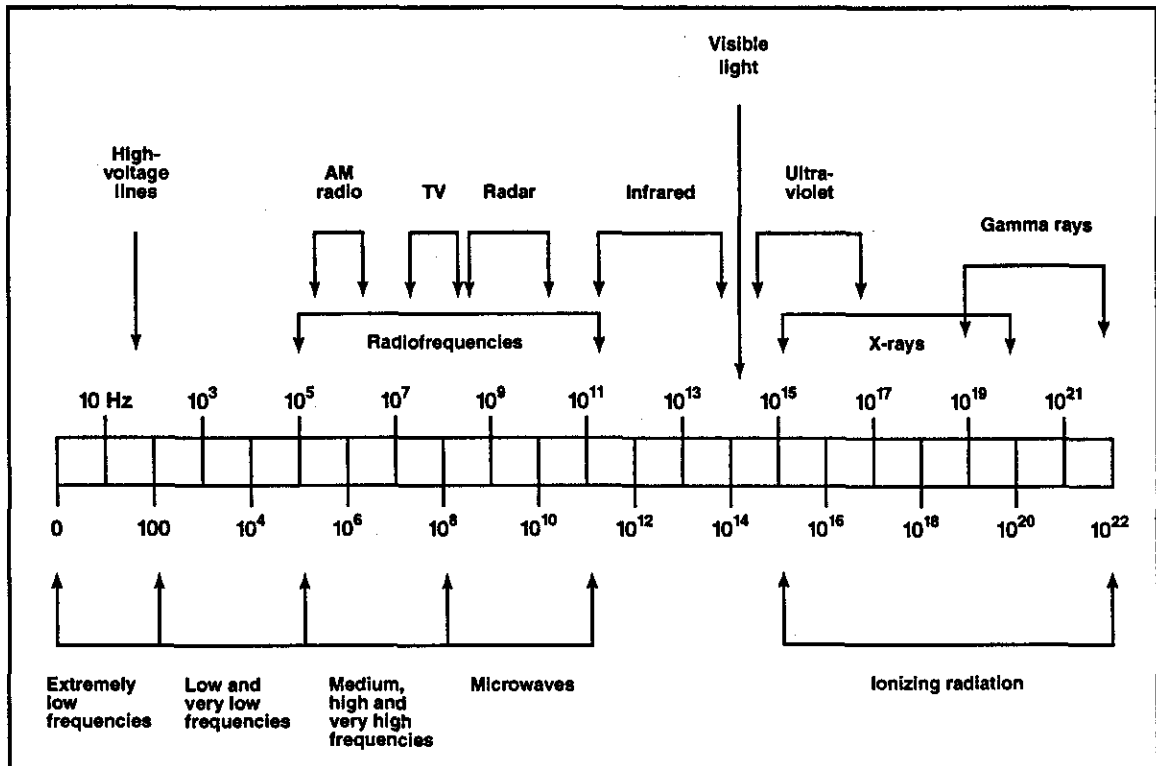 Visible
light
High-
voltage
lines
AM
radio
TV
Radar
Infrared
Ultra-
violet
Gamma rays
Radiofrequencies
X-rays
10 Hz
10³
10⁵
10⁷
10⁹
10¹¹
10¹³
10¹⁵
10¹⁷
10¹⁹
10²¹
0
100
10⁴
10⁶
10⁸
10¹⁰
10¹²
10¹⁴
10¹⁶
10¹⁸
10²⁰
10²²
Extremely
low
frequencies
Low and
very low
frequencies
Medium,
high and
very high
frequencies
Microwaves
Ionizing radiation